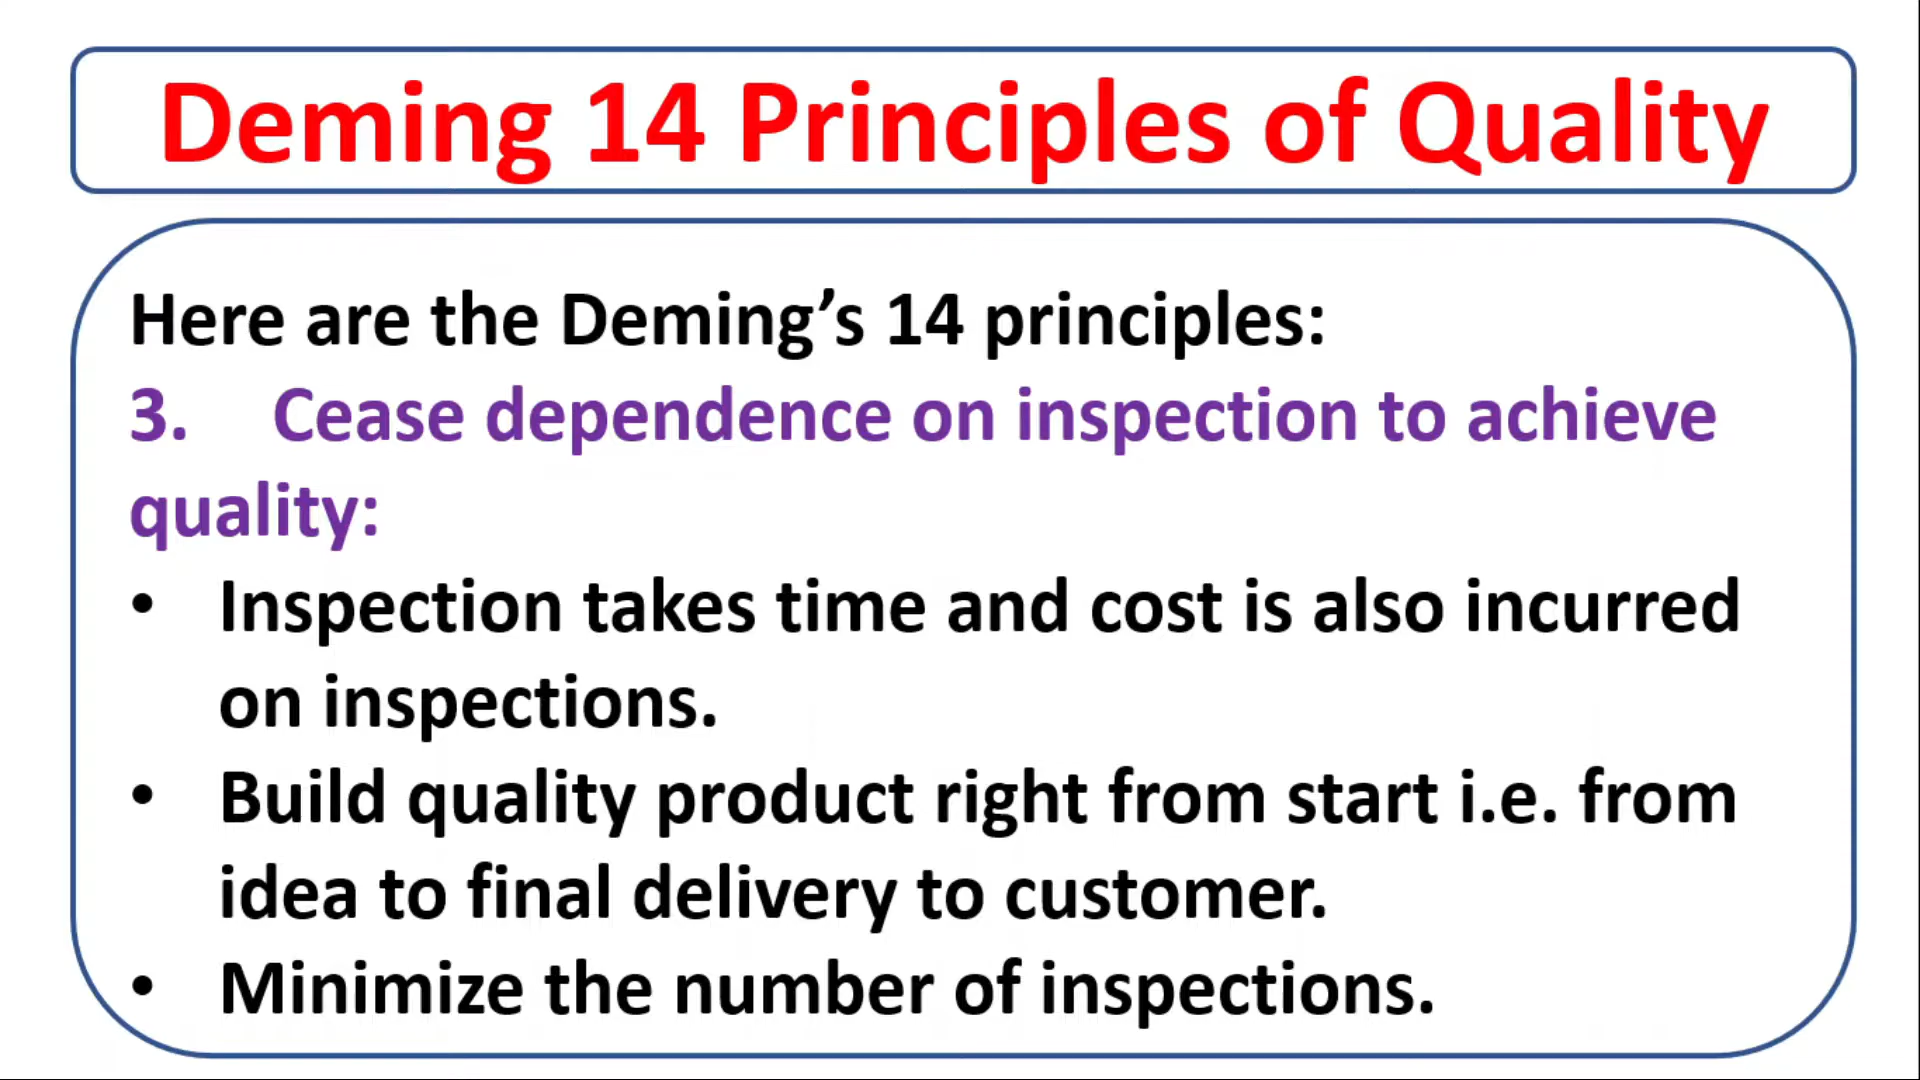 Deming 14 Principles of Quality
Here are the Deming’s 14 principles:
3. Cease dependence on inspection to achieve
quality:
• Inspection takes time and cost is also incurred
on inspections.
• Build quality product right from start i.e. from
idea to final delivery to customer.
• Minimize the number of inspections.